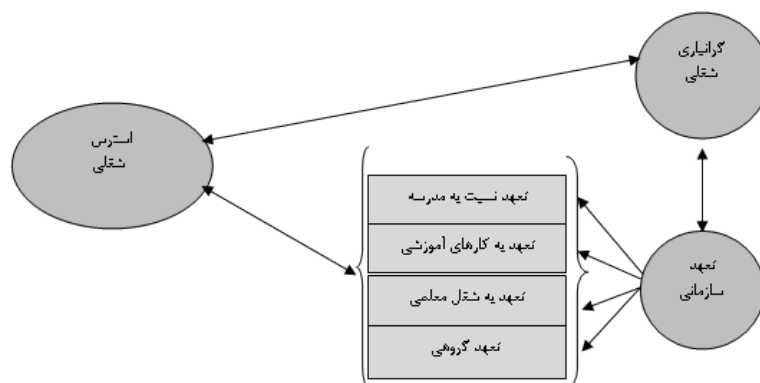 گرانباری
شغلی
استرس
شغلی
تعهد نسبت به مدرسه
تعهد به کارهای آموزشی
تعهد به شغل معلمی
تعهد گروهی
تعهد
سازمانی